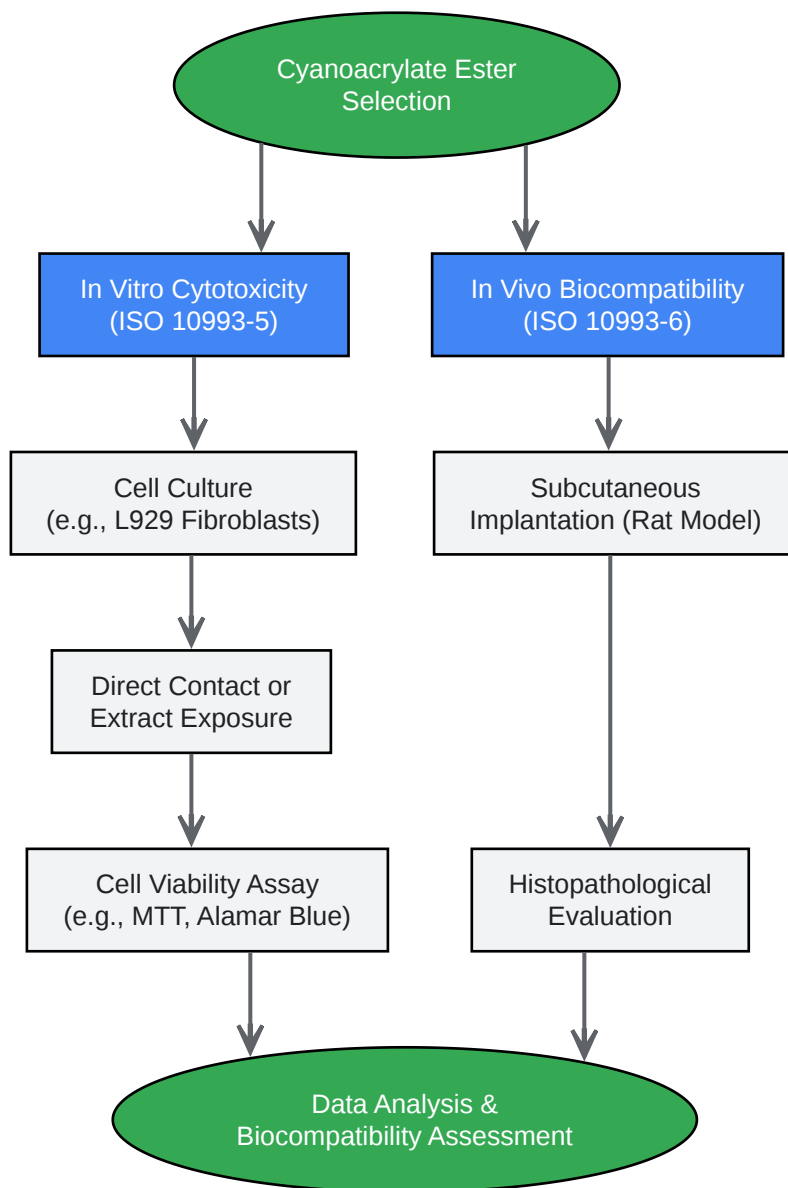 Cyanoacrylate Ester
Selection
In Vitro Cytotoxicity
(ISO 10993-5)
In Vivo Biocompatibility
(ISO 10993-6)
Cell Culture
(e.g., L929 Fibroblasts)
Subcutaneous
Implantation (Rat Model)
Direct Contact or
Extract Exposure
Cell Viability Assay
(e.g., MTT, Alamar Blue)
Histopathological
Evaluation
Data Analysis &
Biocompatibility Assessment